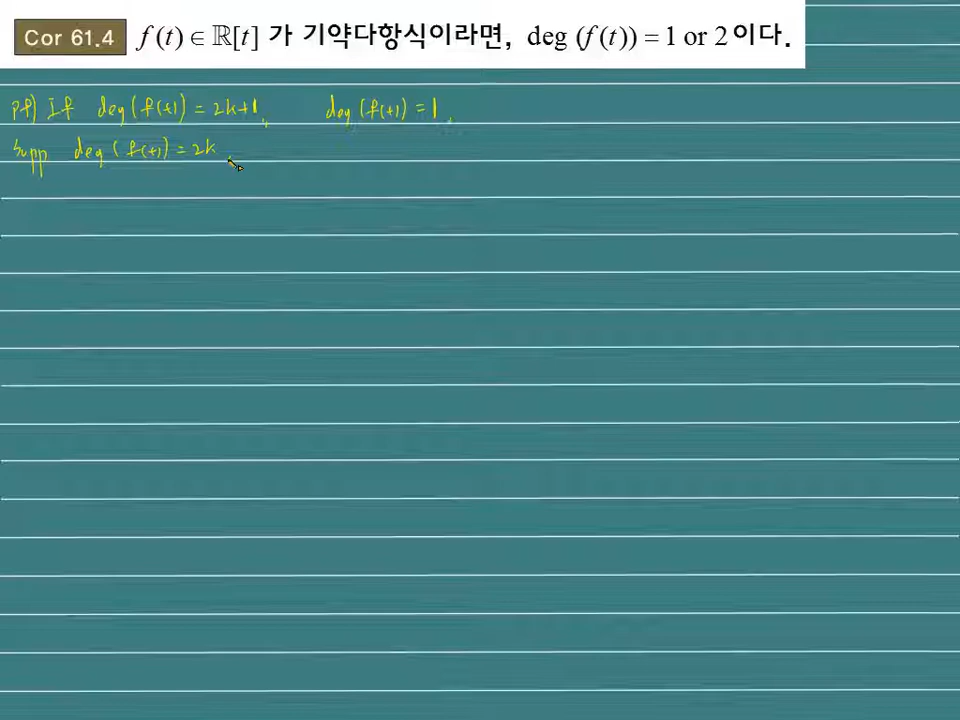 Cor 61.4 f(t) ∈ ℝ[t] 가 기약다항식이라면, deg (f(t)) = 1 or 2이다.
pf) If deg(f(t)) = 2k+1, deg(f(t)) = 1.
Supp deg(f(t)) = 2k